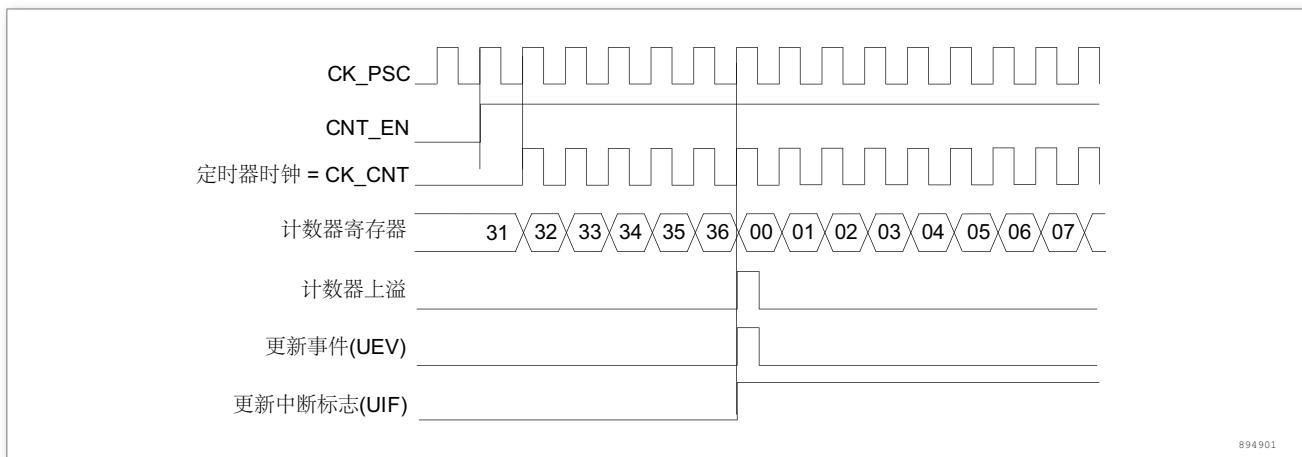 CK_PSC
CNT_EN
定时器时钟 = CK_CNT
计数器寄存器 31 32 33 34 35 36 00 01 02 03 04 05 06 07
计数器上溢
更新事件(UEV)
更新中断标志(UIF)
894901